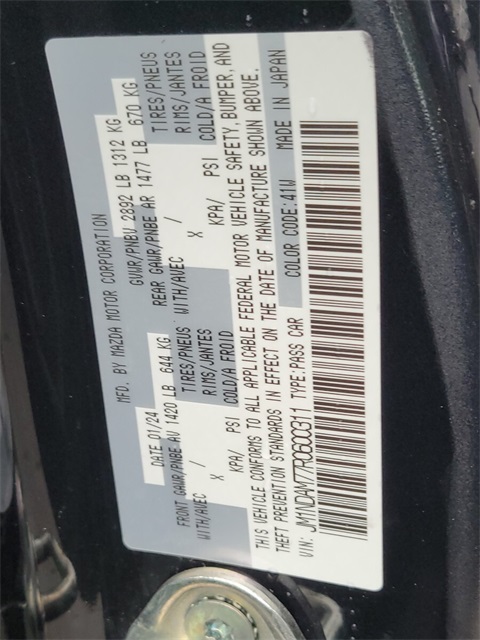 MFD. BY MAZDA MOTOR CORPORATION
DATE 01/24 GVWR/PNBV 2892 LB 1312 KG
FRONT GAWR/PNBE AV 1420 LB 644 KG REAR GAWR/PNBE AR 1477 LB 670 KG
WITH/AVEC / TIRES/PNEUS WITH/AVEC / TIRES/PNEUS
X RIMS/JANTES X RIMS/JANTES
KPA/ PSI COLD/A FROID KPA/ PSI COLD/A FROID
THIS VEHICLE CONFORMS TO ALL APPLICABLE FEDERAL MOTOR VEHICLE SAFETY, BUMPER, AND
THEFT PREVENTION STANDARDS IN EFFECT ON THE DATE OF MANUFACTURE SHOWN ABOVE.
VIN: JM1NDAM77R0600311 TYPE:PASS CAR COLOR CODE:41W MADE IN JAPAN